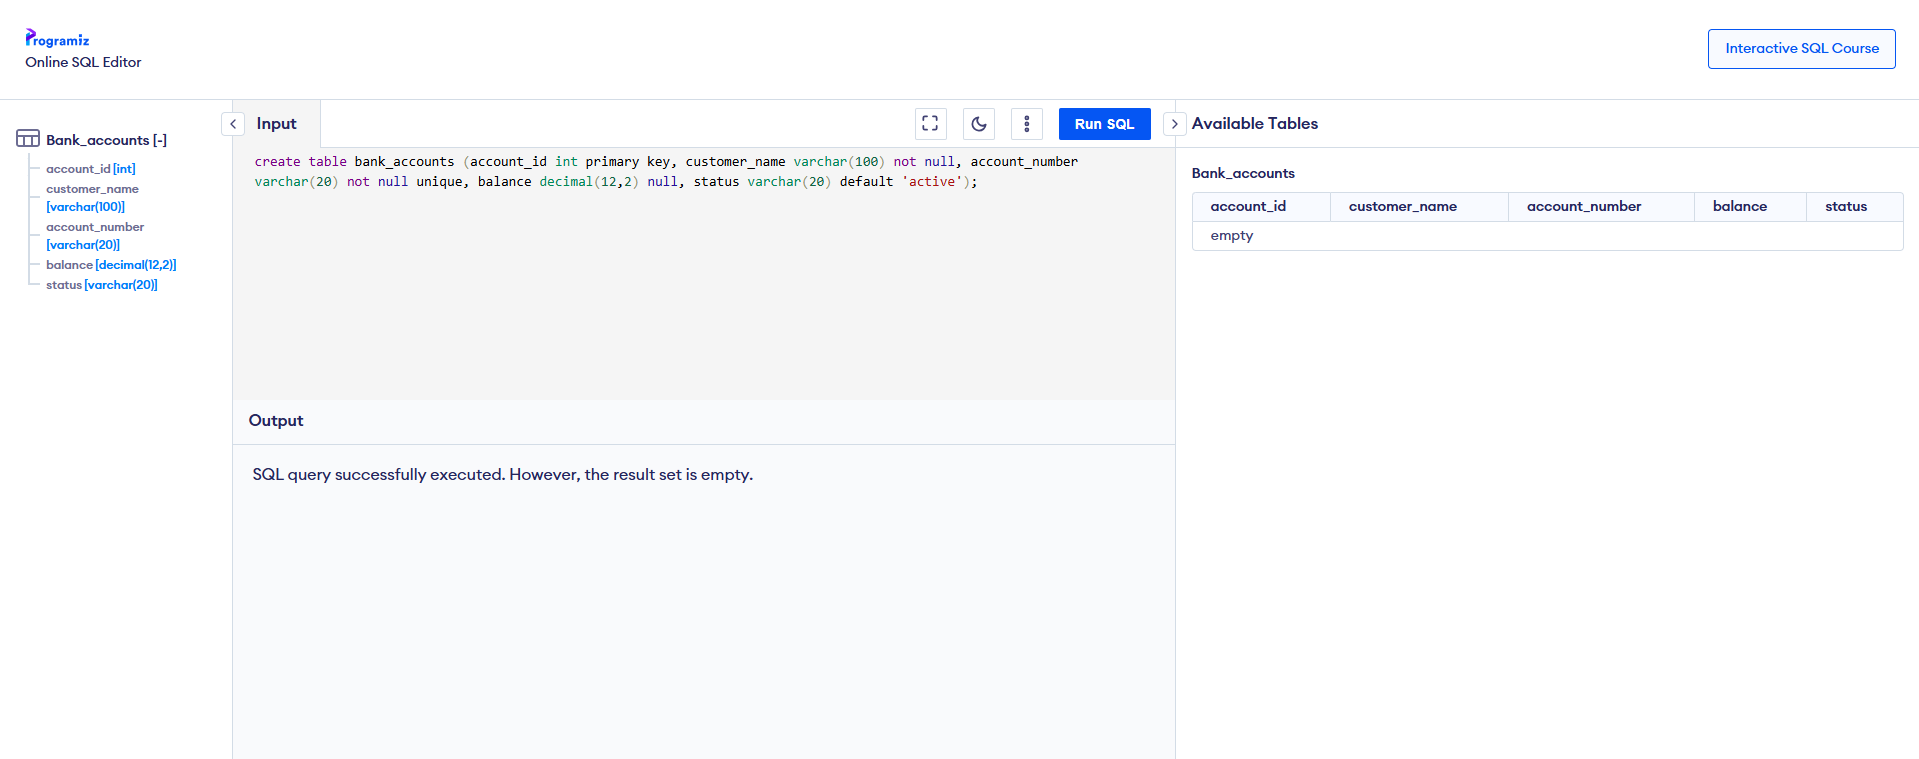 Programiz
Online SQL Editor
Interactive SQL Course
Bank_accounts [-]
account_id [int]
customer_name
[varchar(100)]
account_number
[varchar(20)]
balance [decimal(12,2)]
status [varchar(20)]
Input
Run SQL
create table bank_accounts (account_id int primary key, customer_name varchar(100) not null, account_number
varchar(20) not null unique, balance decimal(12,2) null, status varchar(20) default 'active');
Output
SQL query successfully executed. However, the result set is empty.
Available Tables
Bank_accounts
account_id customer_name account_number balance status
empty